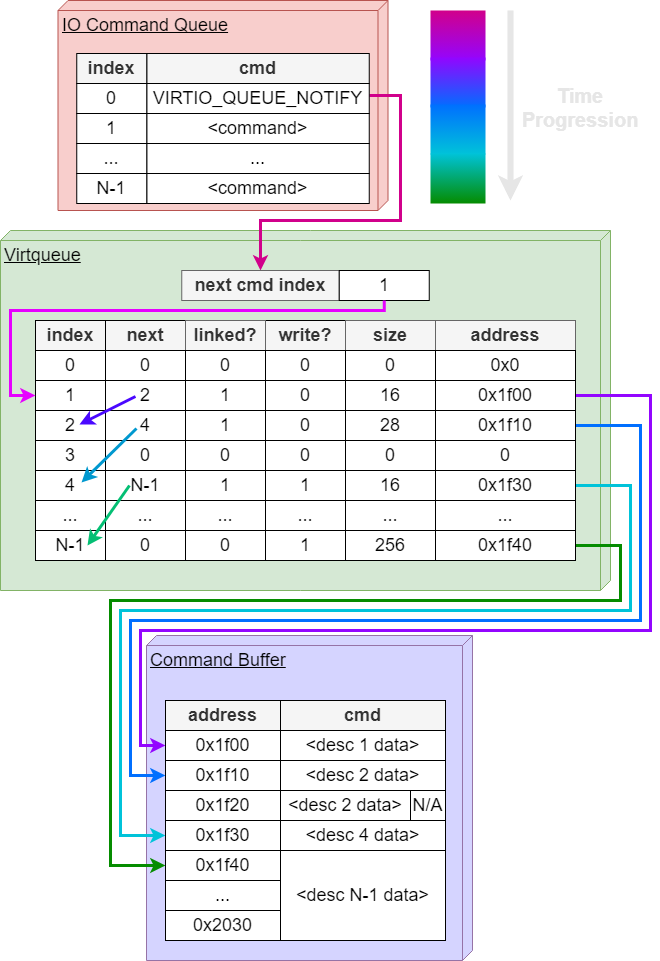 IO Command Queue
index cmd
0 VIRTIO_QUEUE_NOTIFY
1 <command>
... ...
N-1 <command>
Time
Progression
Virtqueue
next cmd index 1
index next linked? write? size address
0 0 0 0 0 0x0
1 2 1 0 16 0x1f00
2 4 1 0 28 0x1f10
3 0 0 0 0 0
4 N-1 1 1 16 0x1f30
... ... ... ... ... ...
N-1 0 0 1 256 0x1f40
Command Buffer
address cmd
0x1f00 <desc 1 data>
0x1f10 <desc 2 data>
0x1f20 <desc 2 data> N/A
0x1f30 <desc 4 data>
0x1f40
... <desc N-1 data>
0x2030